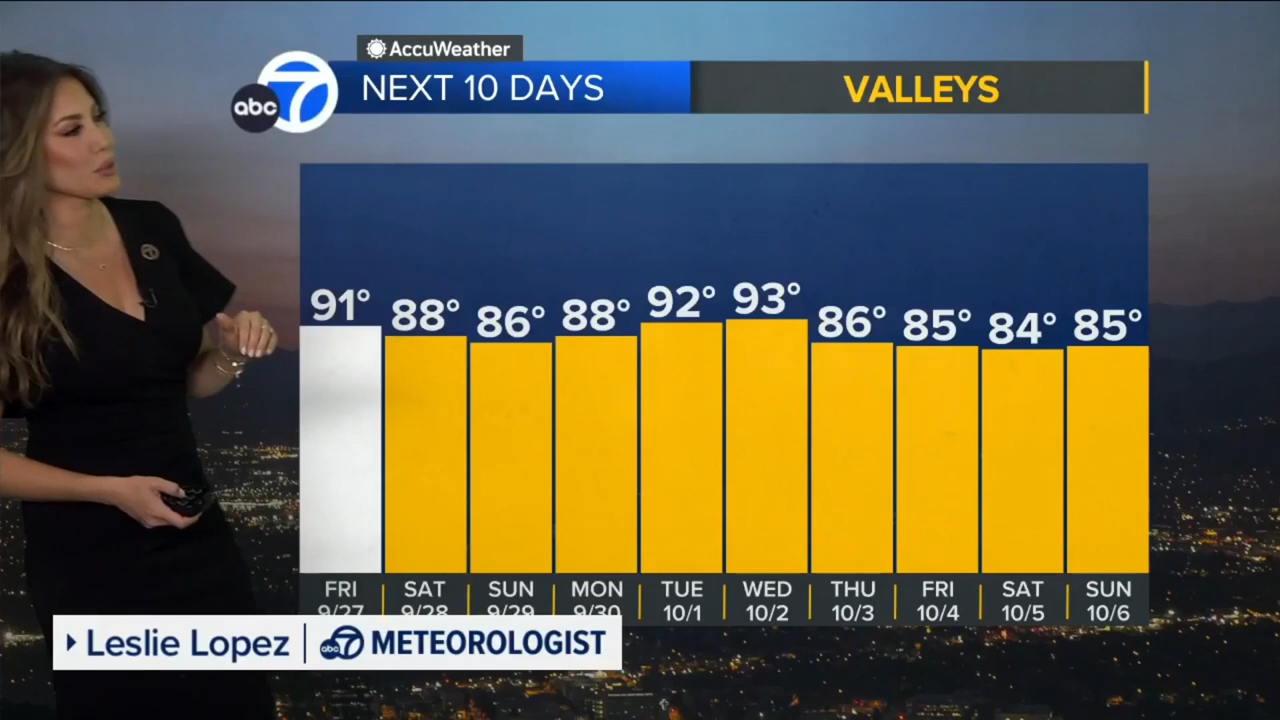 AccuWeather
abc 7 NEXT 10 DAYS VALLEYS
91° 88° 86° 88° 92° 93° 86° 85° 84° 85°
FRI SAT SUN MON TUE WED THU FRI SAT SUN
9/27 9/28 9/29 9/30 10/1 10/2 10/3 10/4 10/5 10/6
Leslie Lopez abc 7 METEOROLOGIST